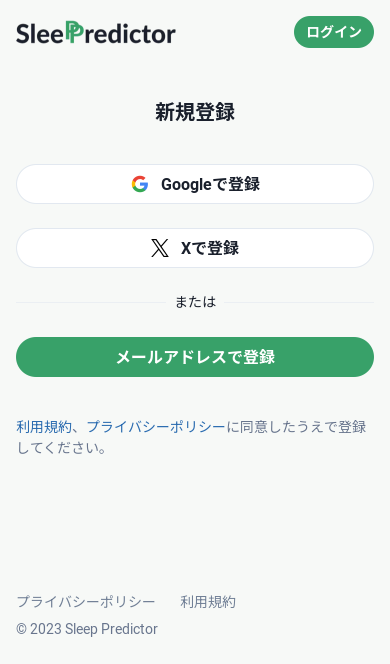 SleePredictor
ログイン
新規登録
Googleで登録
Xで登録
または
メールアドレスで登録
利用規約、プライバシーポリシーに同意したうえで登録
してください。
プライバシーポリシー 利用規約
© 2023 Sleep Predictor